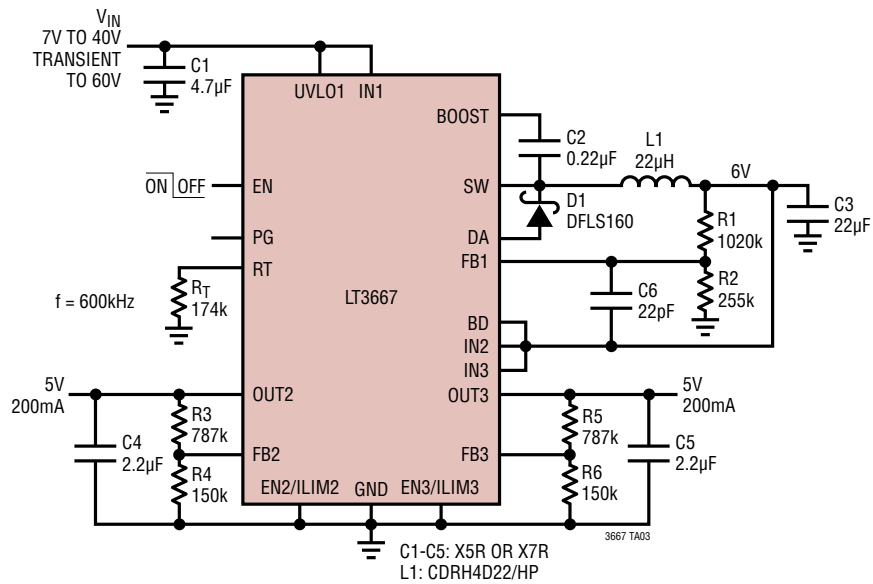 VIN
7V TO 40V
TRANSIENT
TO 60V
C1
4.7µF
UVLO1 IN1
BOOST
C2
0.22µF
L1
22µH
6V
ON OFF
EN
SW
D1
DFLS160
C3
22µF
R1
1020k
PG
DA
RT
FB1
RT
174k
f = 600kHz
LT3667
C6
22pF
R2
255k
BD
IN2
IN3
5V
200mA
OUT2
OUT3
5V
200mA
R3
787k
R5
787k
C4
2.2µF
FB2
FB3
C5
2.2µF
R4
150k
R6
150k
EN2/ILIM2 GND EN3/ILIM3
3667 TA03
C1-C5: X5R OR X7R
L1: CDRH4D22/HP